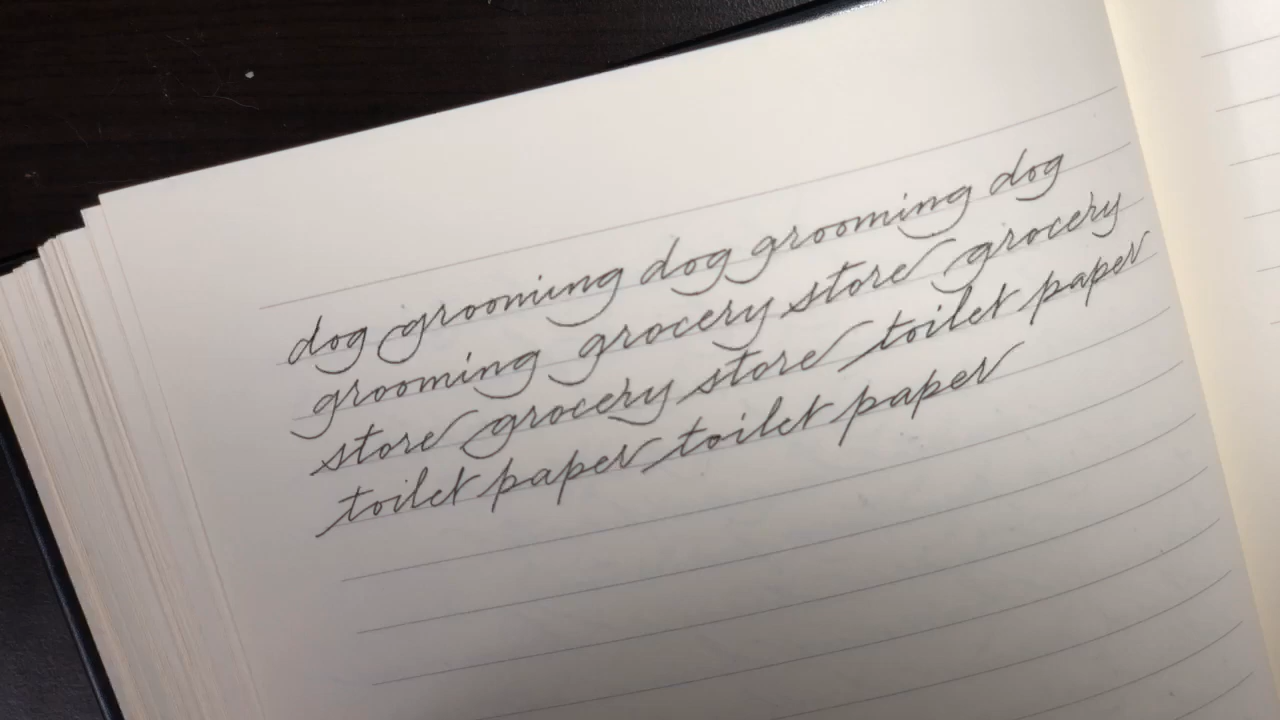 dog grooming dog grooming dog
grooming grocery store grocery
store grocery store toilet paper
toilet paper toilet paper